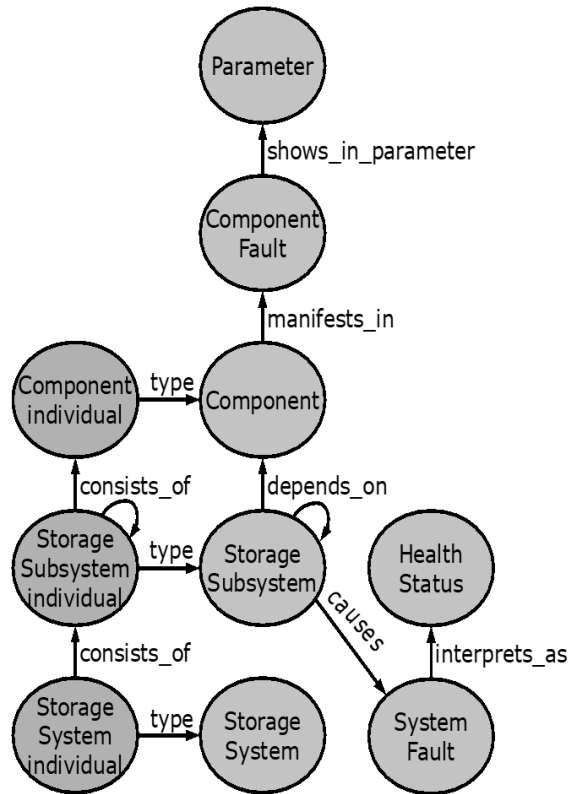 Parameter
shows_in_parameter
Component
Fault
manifests_in
Component
individual
type
Component
consists_of
depends_on
Storage
Subsystem
individual
type
Storage
Subsystem
Health
Status
causes
consists_of
interprets_as
Storage
System
individual
type
Storage
System
System
Fault